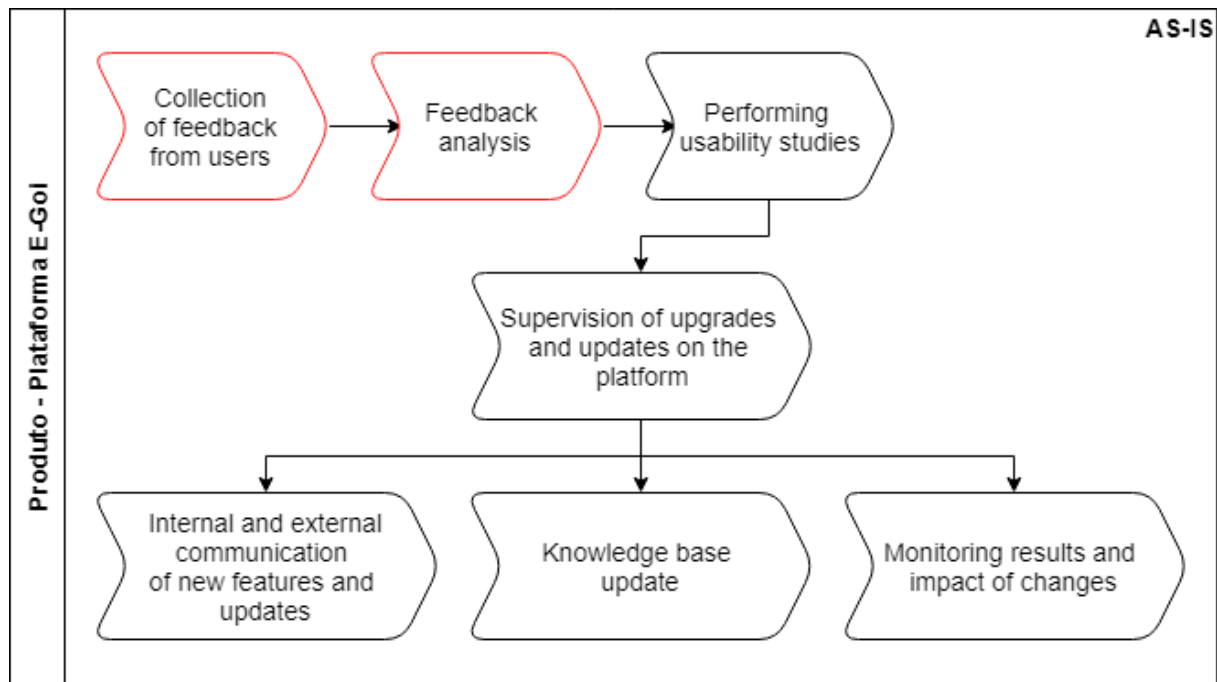 AS-IS
Produto - Plataforma E-GoI
Collection
of feedback
from users
Feedback
analysis
Performing
usability studies
Supervision of upgrades
and updates on the
platform
Internal and external
communication
of new features and
updates
Knowledge base
update
Monitoring results and
impact of changes